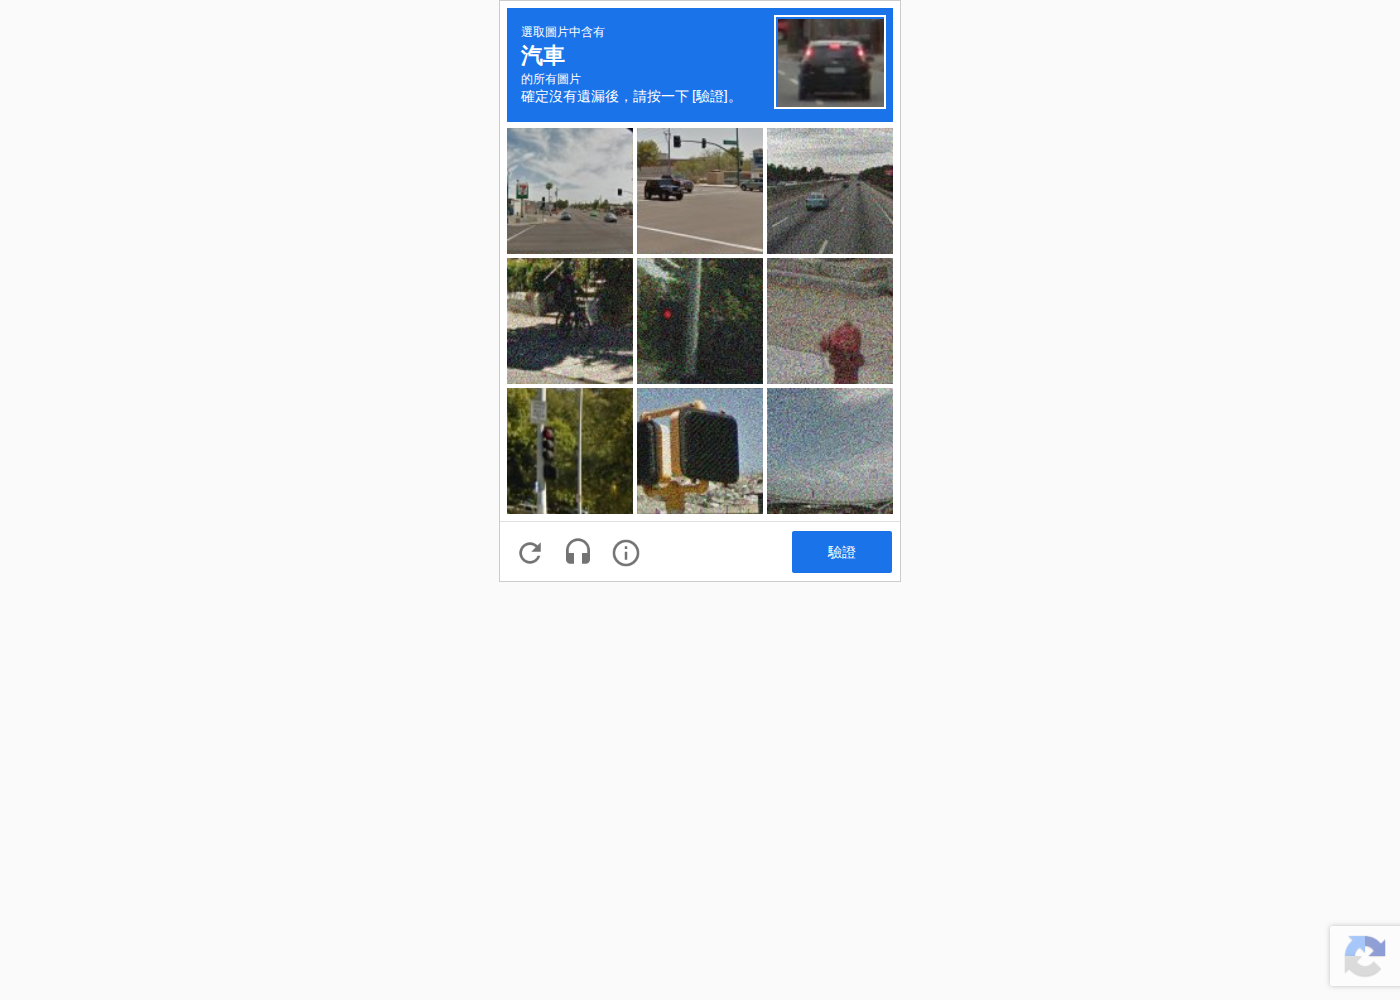 選取圖片中含有
汽車
的所有圖片
確定沒有遺漏後，請按一下 [驗證]。
驗證